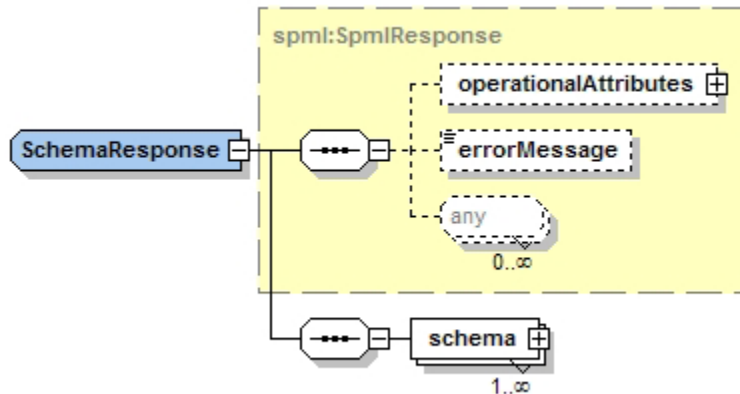 spml:SpmlResponse
operationalAttributes
SchemaResponse
errorMessage
any
0..∞
schema
1..∞